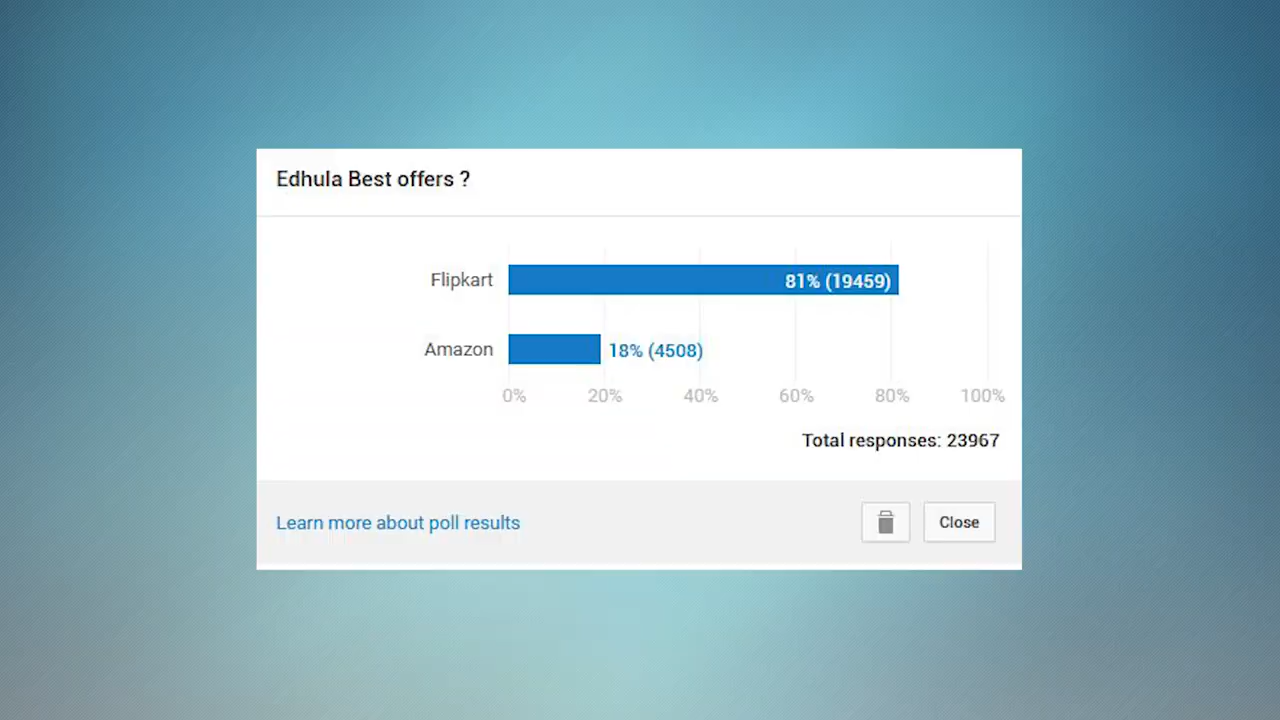 Edhula Best offers ?
Flipkart 81% (19459)
Amazon 18% (4508)
0% 20% 40% 60% 80% 100%
Total responses: 23967
Learn more about poll results Close